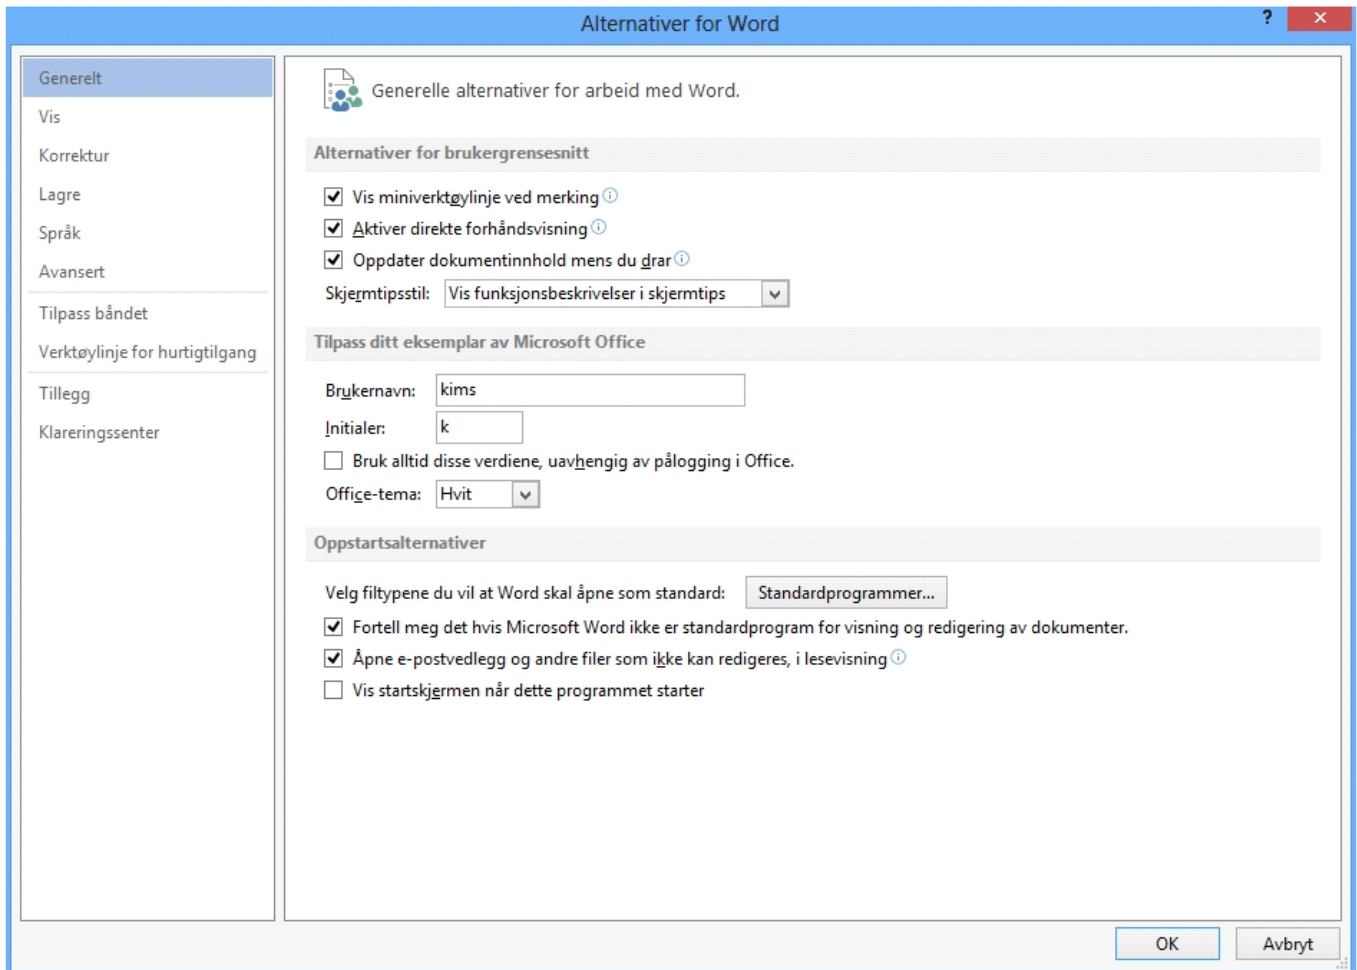 Alternativer for Word
?
Generelt
Vis
Korrektur
Lagre
Språk
Avansert
Tilpass båndet
Verktøylinje for hurtigtilgang
Tillegg
Klareringssenter
Generelle alternativer for arbeid med Word.
Alternativer for brukergrensesnitt
Vis miniverktøylinje ved merking
Aktiver direkte forhåndsvisning
Oppdater dokumentinnhold mens du drar
Skjermtipsstil: Vis funksjonsbeskrivelser i skjermtips
Tilpass ditt eksemplar av Microsoft Office
Brukernavn: kims
Initialer: k
Bruk alltid disse verdiene, uavhengig av pålogging i Office.
Office-tema: Hvit
Oppstartsalternativer
Velg filtypene du vil at Word skal åpne som standard: Standardprogrammer...
Fortell meg det hvis Microsoft Word ikke er standardprogram for visning og redigering av dokumenter.
Åpne e-postvedlegg og andre filer som ikke kan redigeres, i lesevisning
Vis startskjermen når dette programmet starter
OK Avbryt